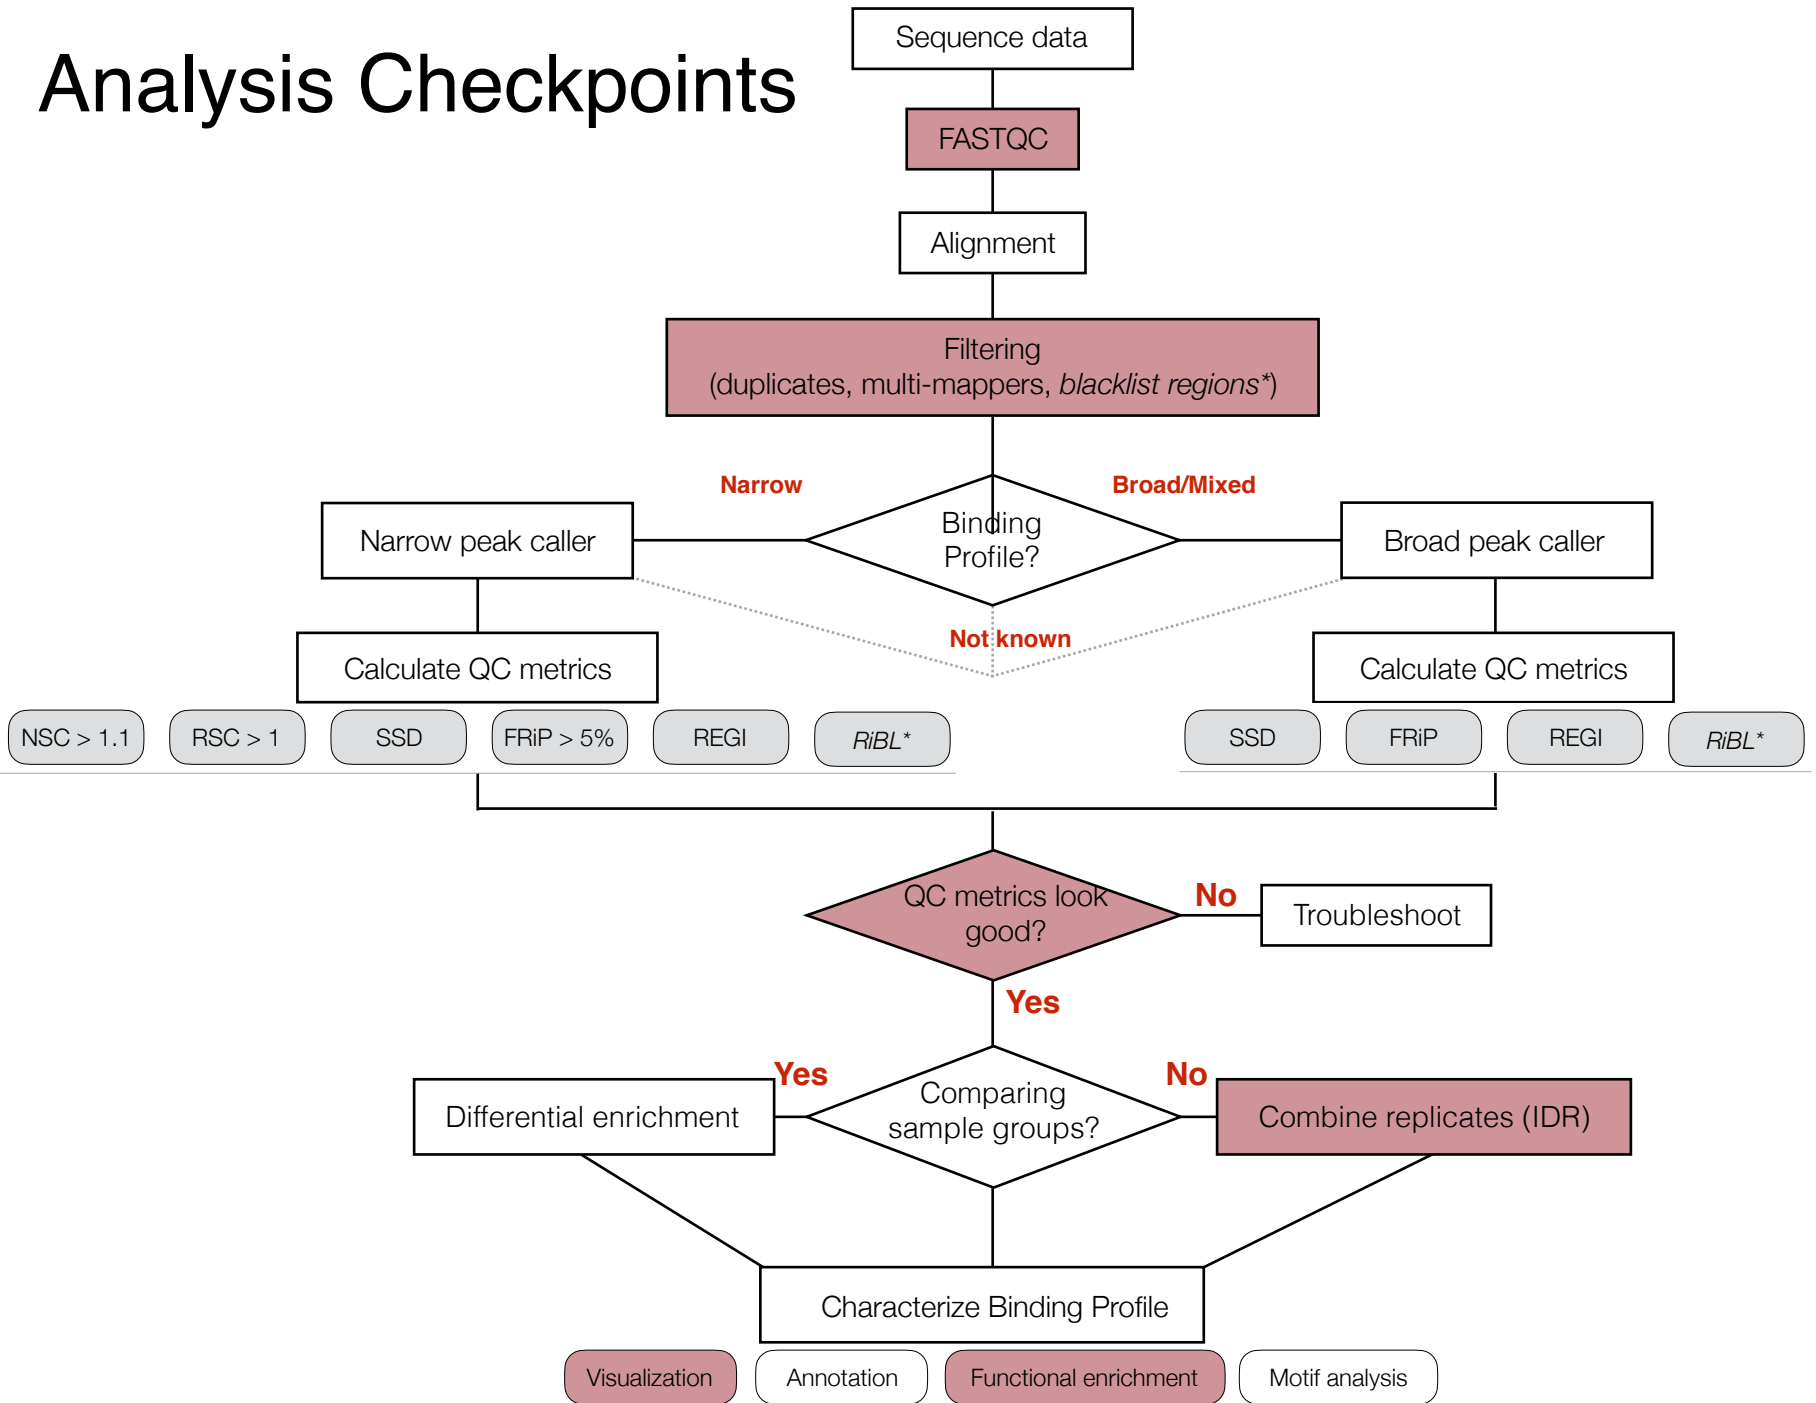 Analysis Checkpoints
Sequence data
FASTQC
Alignment
Filtering
(duplicates, multi-mappers, blacklist regions*)
Narrow
Broad/Mixed
Narrow peak caller
Binding
Profile?
Broad peak caller
Not known
Calculate QC metrics
Calculate QC metrics
NSC > 1.1
RSC > 1
SSD
FRiP > 5%
REGI
RiBL*
SSD
FRiP
REGI
RiBL*
QC metrics look
good?
No
Troubleshoot
Yes
Yes
No
Differential enrichment
Comparing
sample groups?
Combine replicates (IDR)
Characterize Binding Profile
Visualization
Annotation
Functional enrichment
Motif analysis